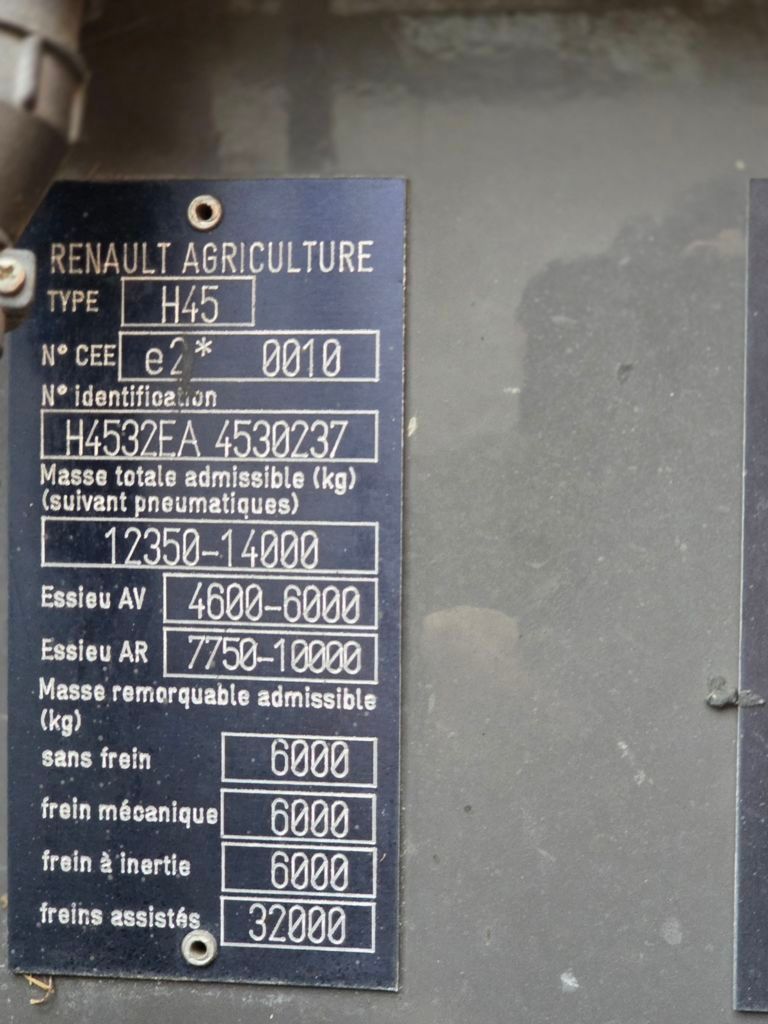 RENAULT AGRICULTURE
TYPE H45
N° CEE e2* 0010
N° identification
H4532EA 4530237
Masse totale admissible (kg)
(suivant pneumatiques)
12350-14000
Essieu AV 4600-6000
Essieu AR 7750-10000
Masse remorquable admissible
(kg)
sans frein 6000
frein mécanique 6000
frein à inertie 6000
freins assistés 32000